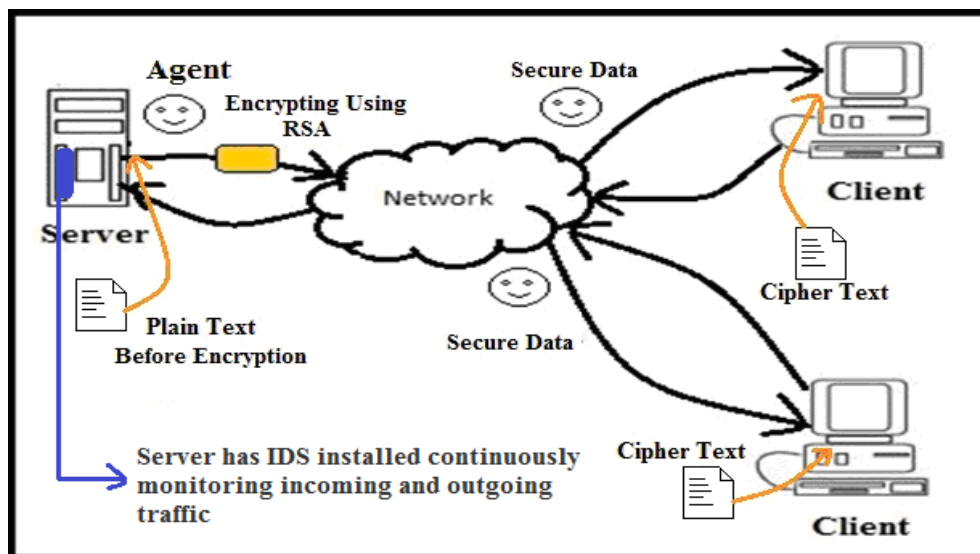 Agent
Encrypting Using
RSA
Secure Data
Network
Server
Client
Cipher Text
Plain Text
Before Encryption
Secure Data
Server has IDS installed continuously
monitoring incoming and outgoing
traffic
Cipher Text
Client